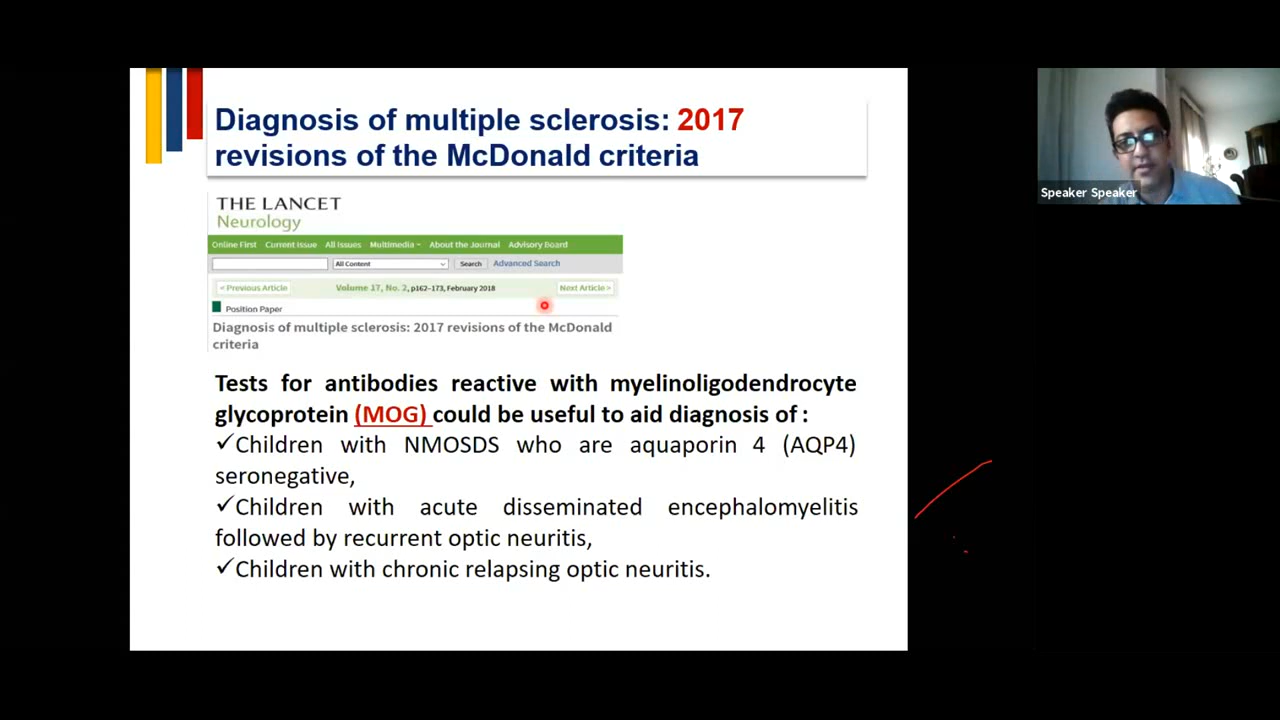 Diagnosis of multiple sclerosis: 2017
revisions of the McDonald criteria
THE LANCET
Neurology
Online First Current Issue All Issues Multimedia About the Journal Advisory Board
All Content Search Advanced Search
< Previous Article Volume 17, No. 2, p162–173, February 2018 Next Article >
Position Paper
Diagnosis of multiple sclerosis: 2017 revisions of the McDonald
criteria
Tests for antibodies reactive with myelinoligodendrocyte
glycoprotein (MOG) could be useful to aid diagnosis of :
✓Children with NMOSDS who are aquaporin 4 (AQP4)
seronegative,
✓Children with acute disseminated encephalomyelitis
followed by recurrent optic neuritis,
✓Children with chronic relapsing optic neuritis.
Speaker Speaker